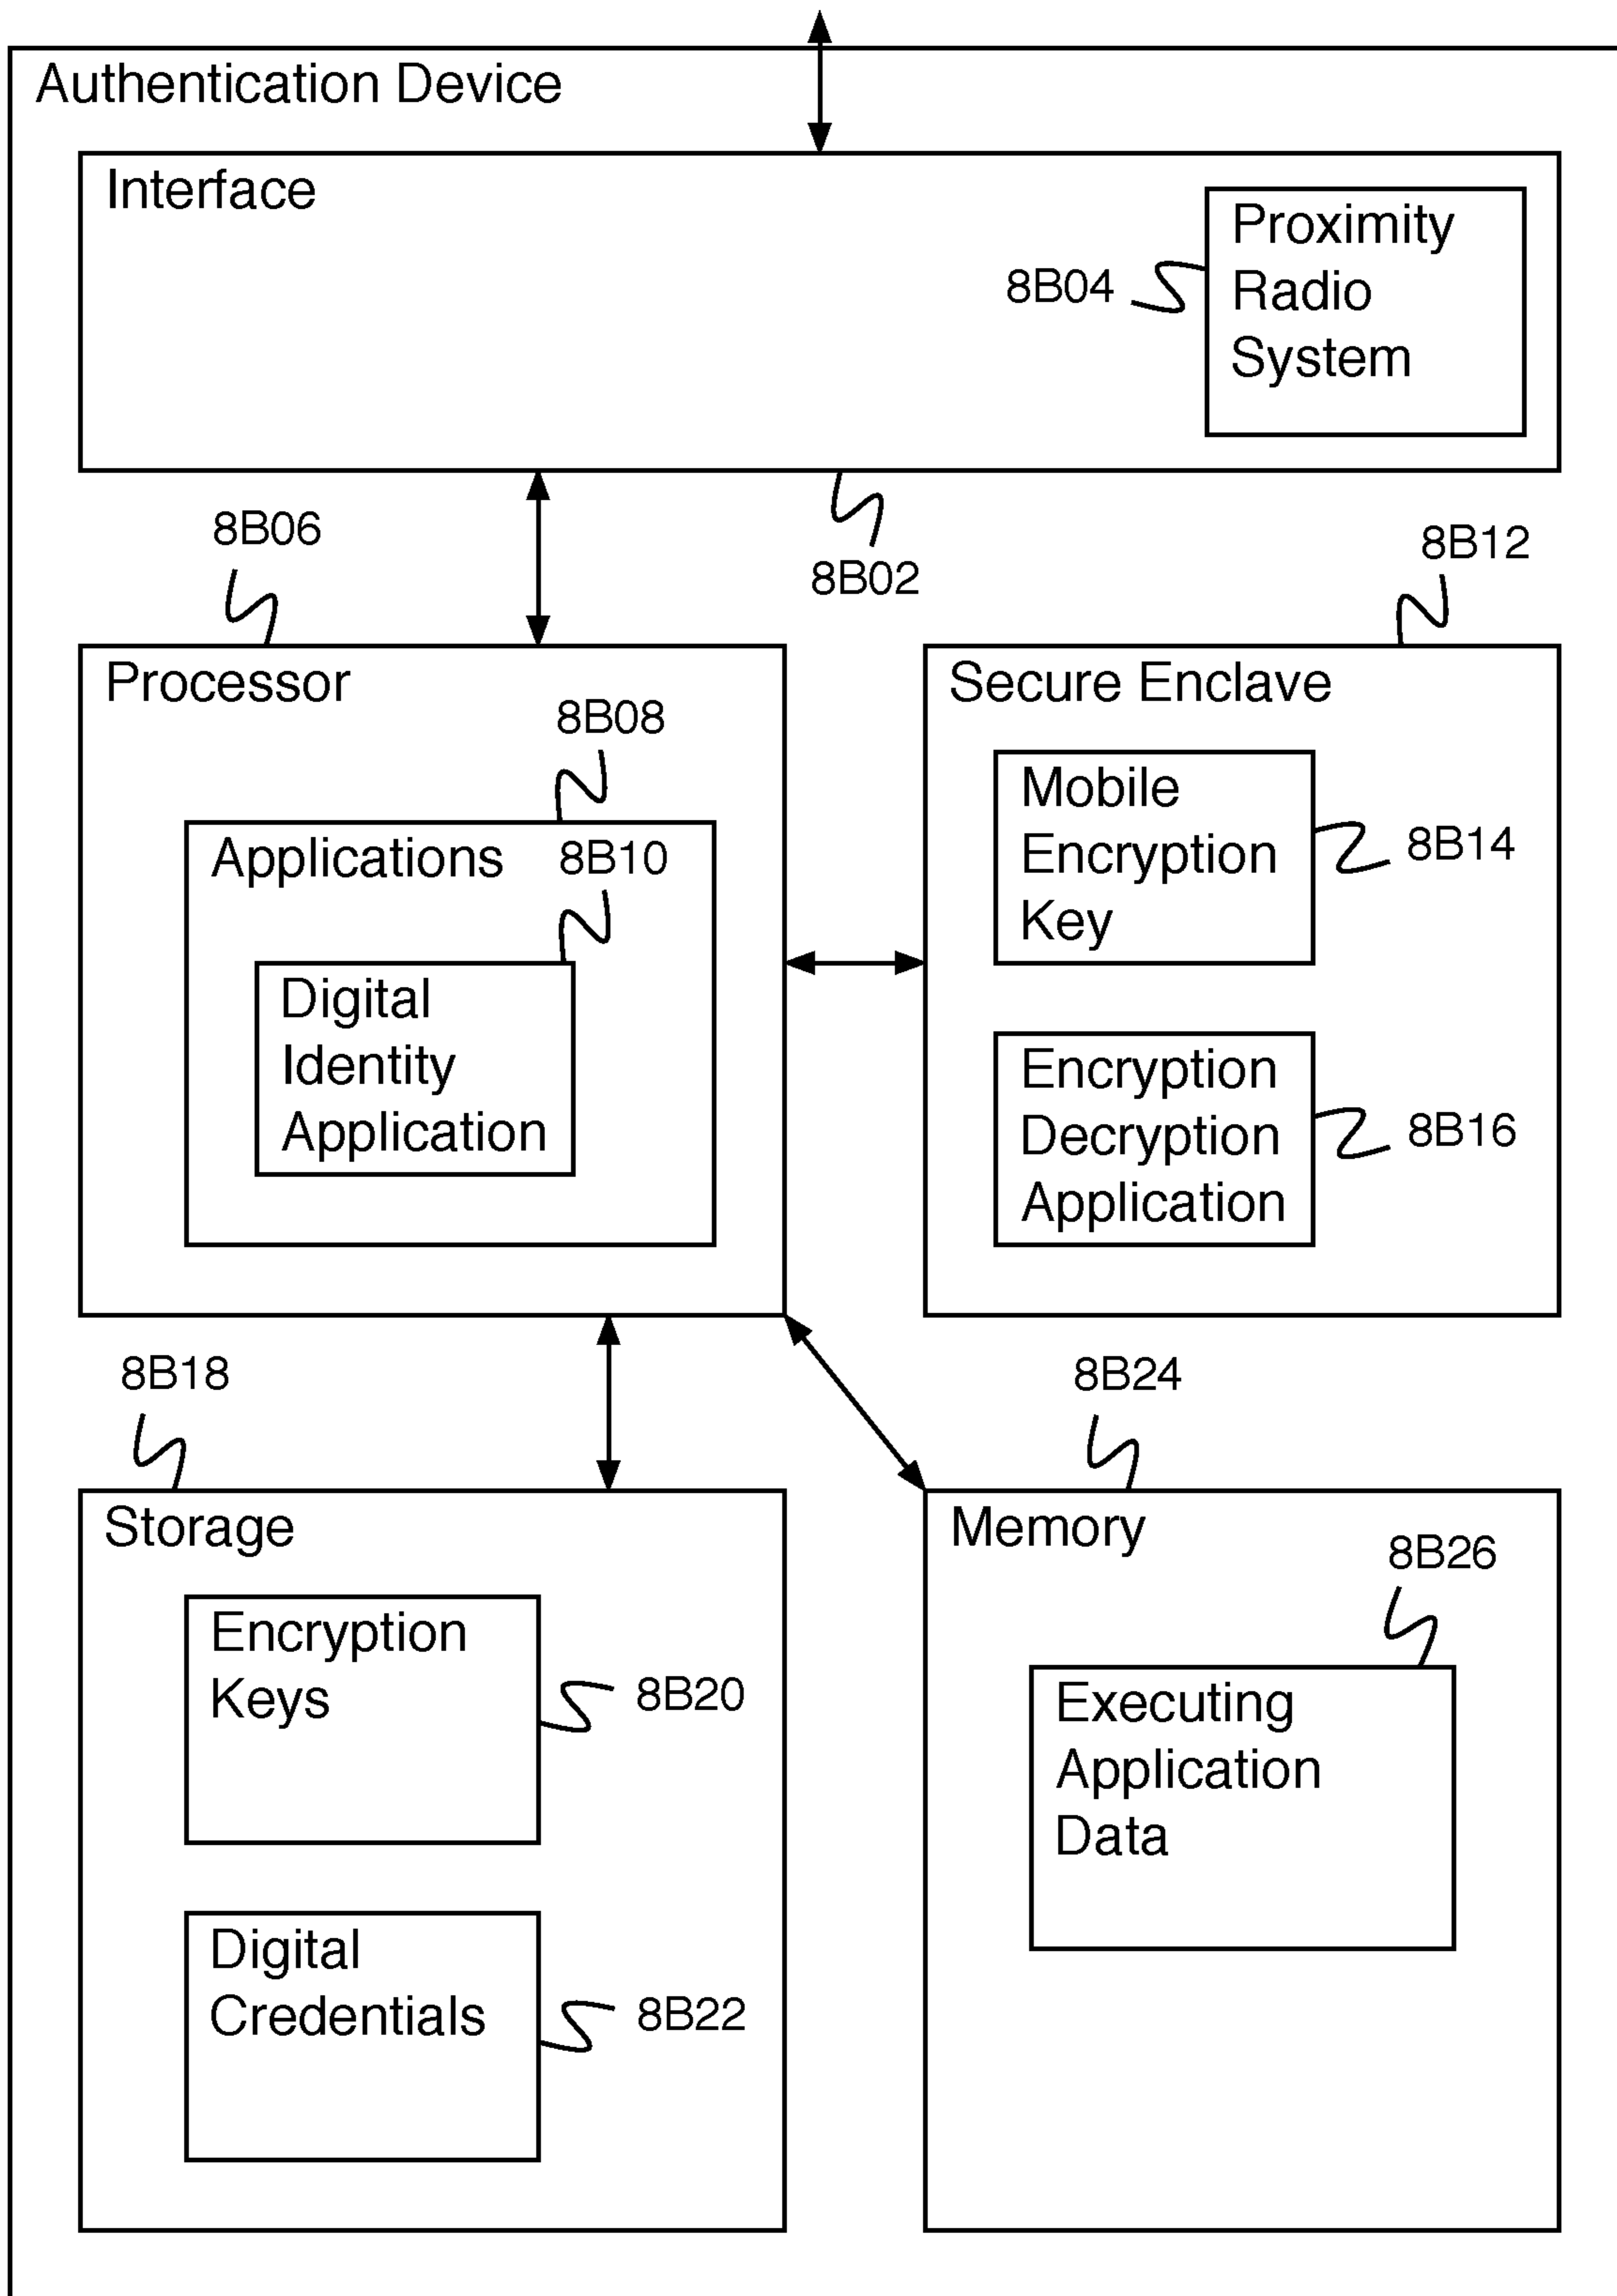 Authentication Device
Interface
Proximity
Radio
System
8B04
8B02
8B06
Processor
8B08
Applications
8B10
Digital
Identity
Application
8B12
Secure Enclave
Mobile
Encryption
Key
8B14
Encryption
Decryption
Application
8B16
8B18
Storage
Encryption
Keys
8B20
Digital
Credentials
8B22
8B24
Memory
8B26
Executing
Application
Data